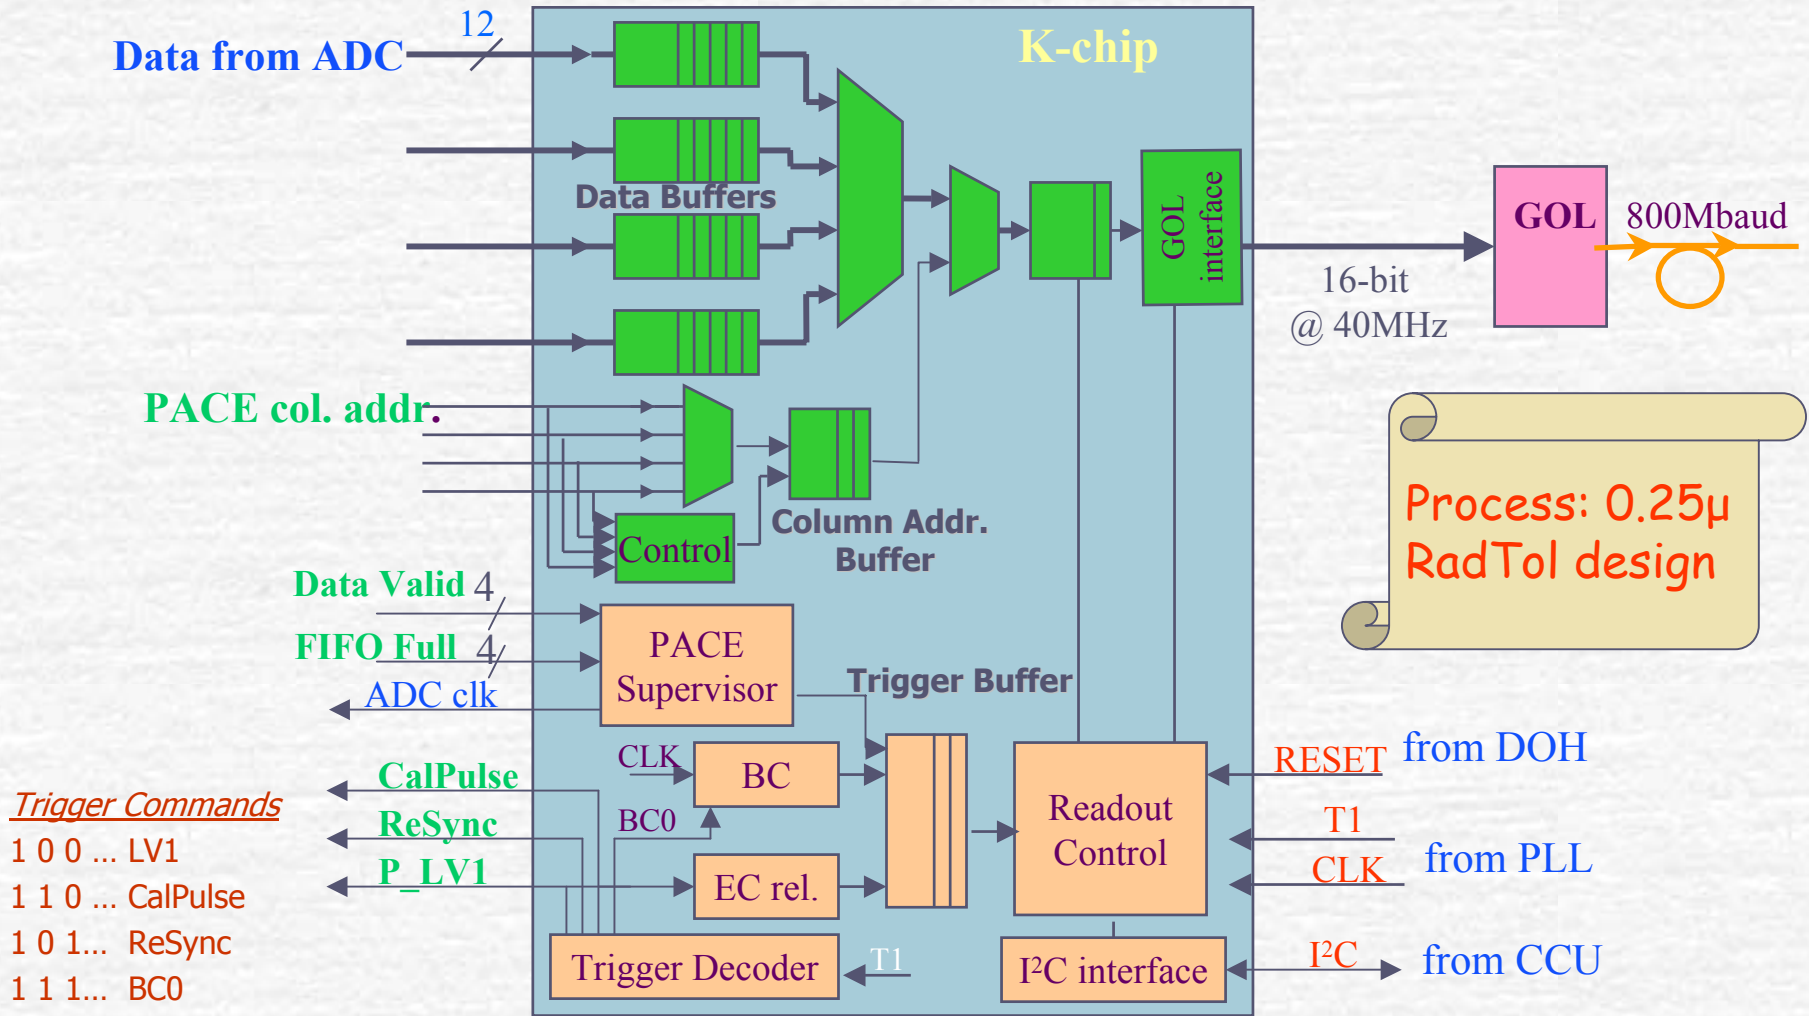 12
K-chip
Data from ADC
Data Buffers
GOL
interface
GOL
800Mbaud
16-bit
@ 40MHz
PACE col. addr.
Column Addr.
Buffer
Control
Process: 0.25µ
RadTol design
Data Valid 4
FIFO Full 4
ADC clk
PACE
Supervisor
Trigger Buffer
CLK
BC
BC0
EC rel.
CalPulse
ReSync
P_LV1
Readout
Control
RESET from DOH
T1
CLK
from PLL
Trigger Commands
1 0 0 ... LV1
1 1 0 ... CalPulse
1 0 1... ReSync
1 1 1... BC0
Trigger Decoder
T1
I²C interface
I²C
from CCU